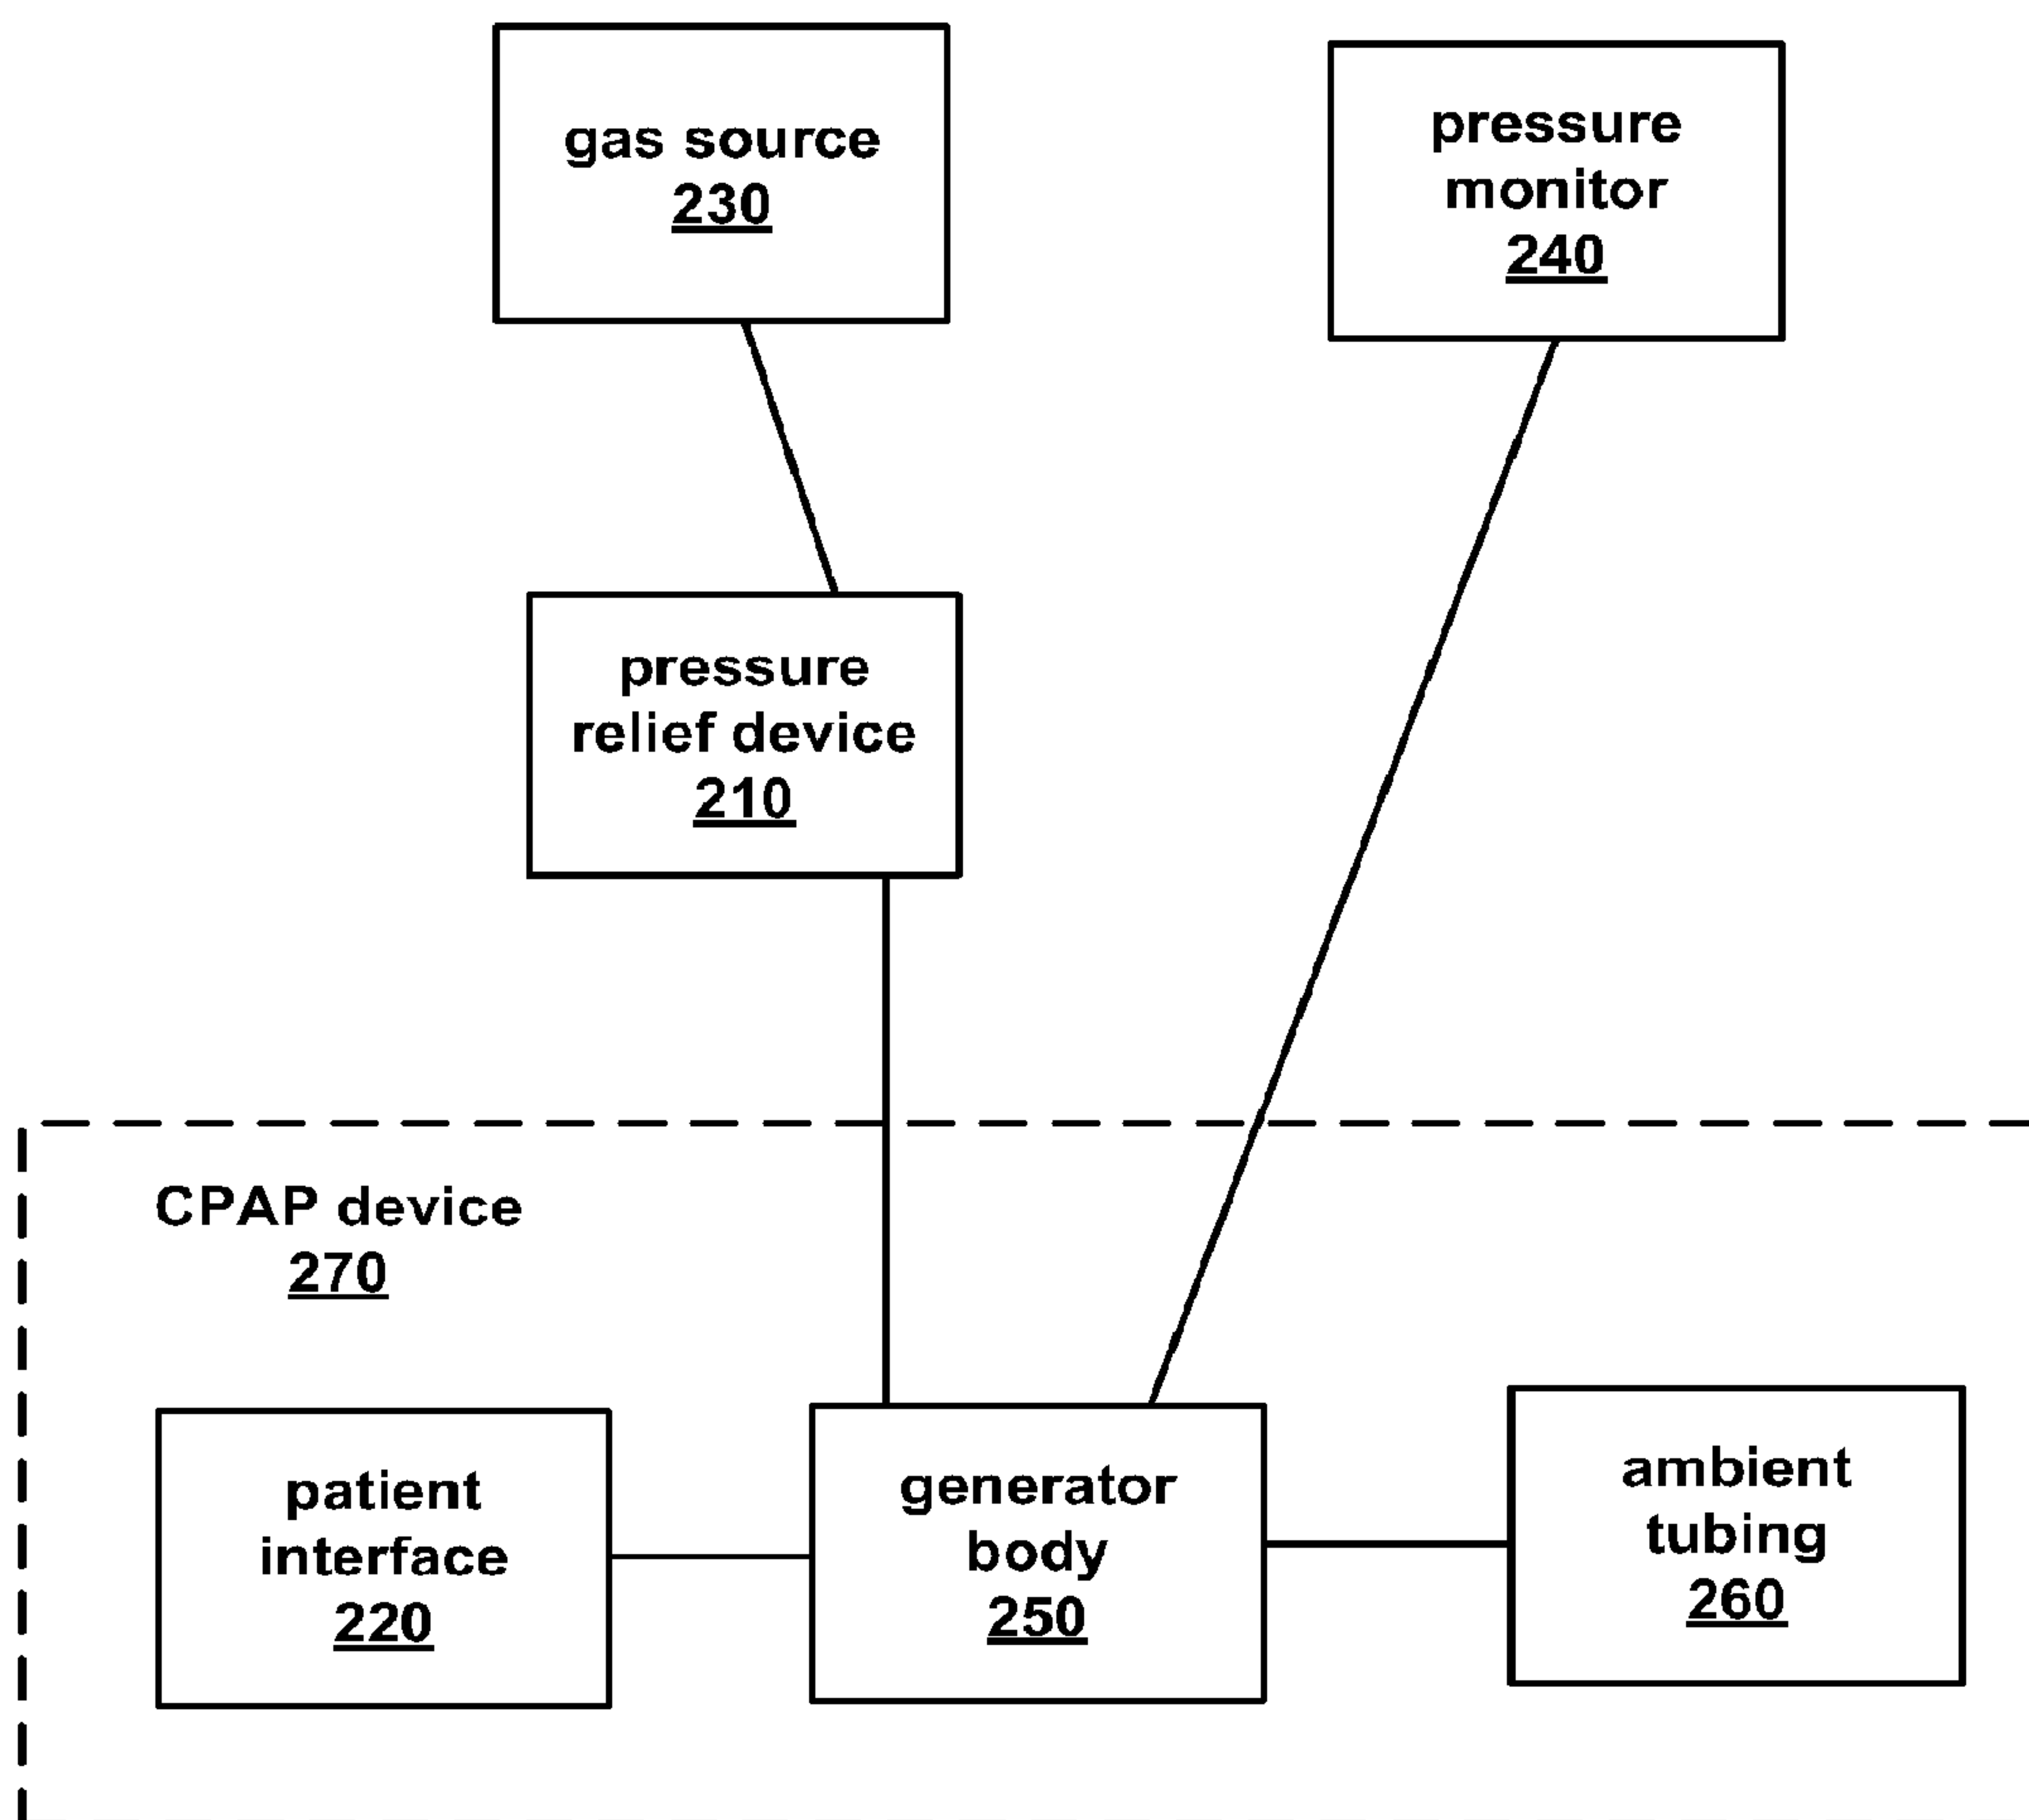 gas source
230
pressure
monitor
240
pressure
relief device
210
CPAP device
270
patient
interface
220
generator
body
250
ambient
tubing
260